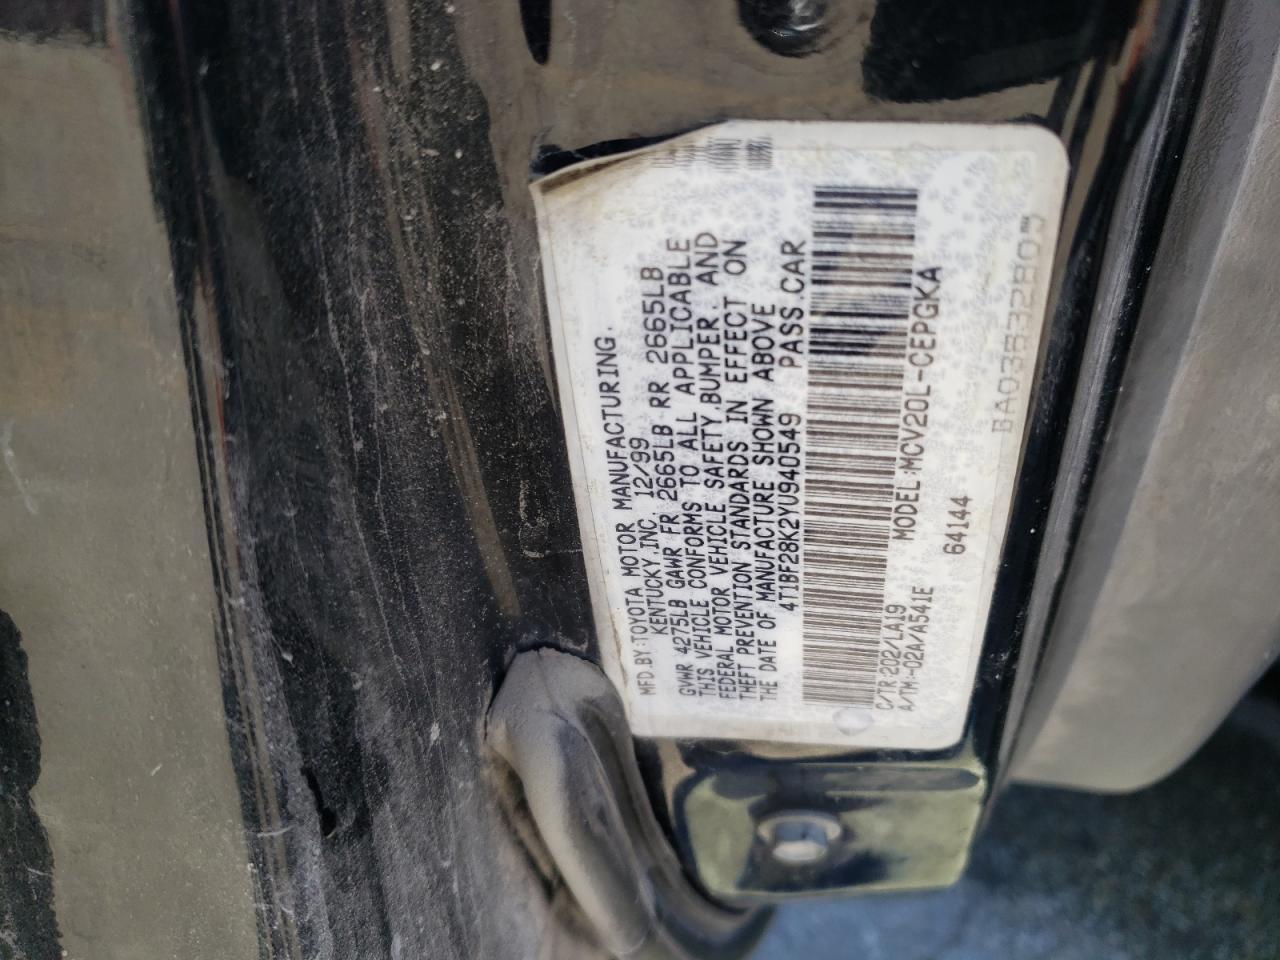 MFD.BY:TOYOTA MOTOR MANUFACTURING.
KENTUCKY,INC. 12/99
GVWR 4275LB GAWR FR 2665LB RR 2665LB
THIS VEHICLE CONFORMS TO ALL APPLICABLE
FEDERAL MOTOR VEHICLE SAFETY,BUMPER AND
THEFT PREVENTION STANDARDS IN EFFECT ON
THE DATE OF MANUFACTURE SHOWN ABOVE
4T1BF28K2YU940549 PASS.CAR
C/TR:202/LA19 MODEL:MCV20L-CEPGKA
A/TM:-02A/A541E 64144